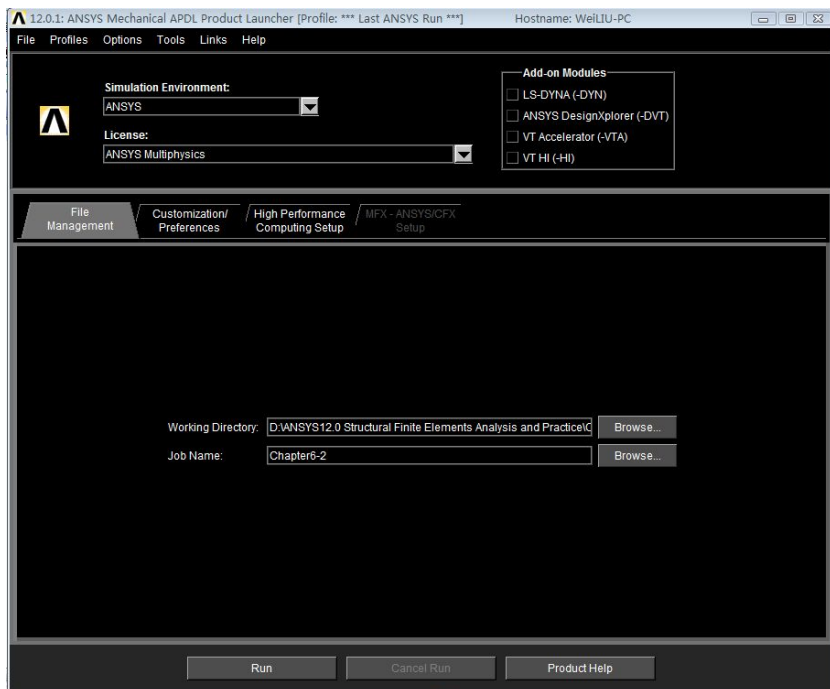 12.0.1: ANSYS Mechanical APDL Product Launcher [Profile: *** Last ANSYS Run ***] Hostname: WeiLIU-PC
File Profiles Options Tools Links Help
Simulation Environment:
ANSYS
License:
ANSYS Multiphysics
Add-on Modules
LS-DYNA (-DYN)
ANSYS DesignXplorer (-DVT)
VT Accelerator (-VTA)
VT HI (-HI)
File
Management
Customization/
Preferences
High Performance
Computing Setup
MFX - ANSYS/CFX
Setup
Working Directory: D:\ANSYS12.0 Structural Finite Elements Analysis and Practice\C Browse...
Job Name: Chapter6-2 Browse...
Run Cancel Run Product Help